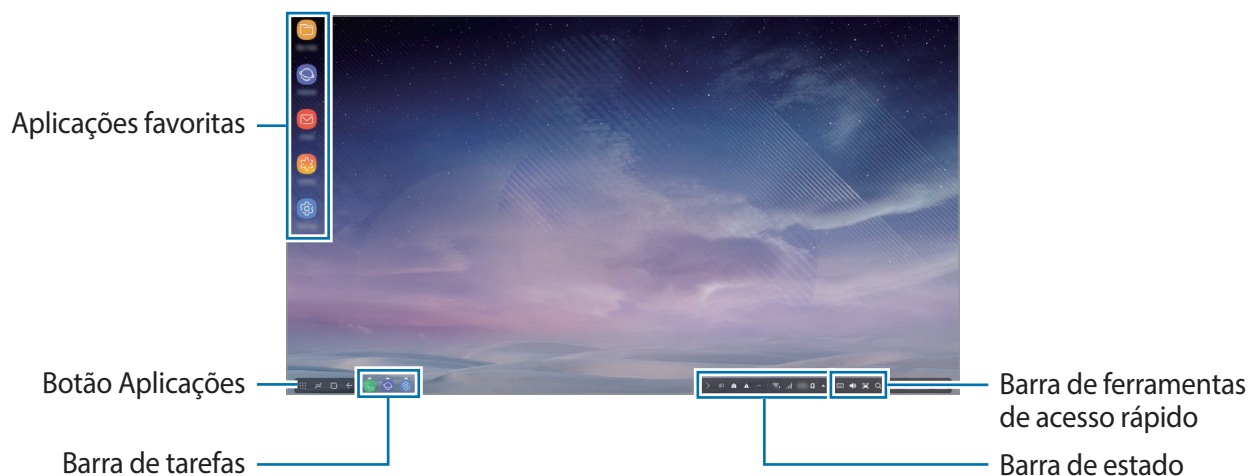 Aplicações favoritas
Botão Aplicações
Barra de tarefas
Barra de ferramentas
de acesso rápido
Barra de estado